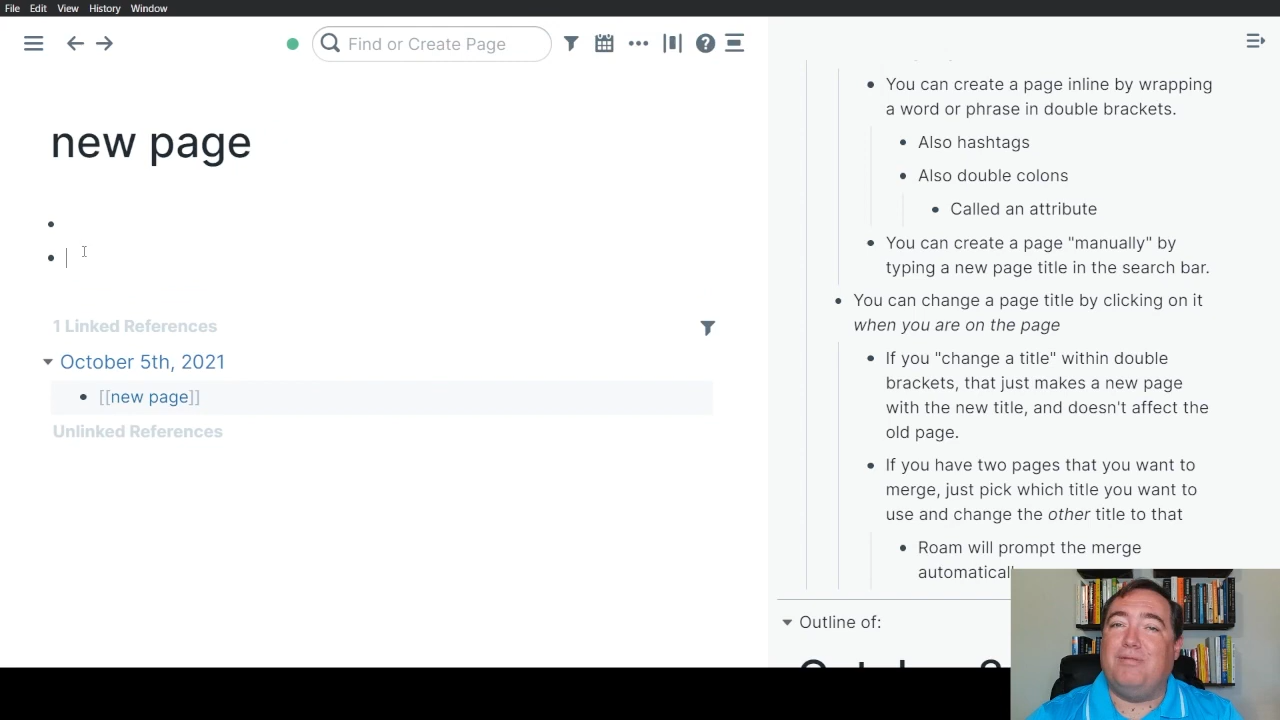 File Edit View History Window
Find or Create Page
new page
1 Linked References
October 5th, 2021
[[new page]]
Unlinked References
You can create a page inline by wrapping
a word or phrase in double brackets.
Also hashtags
Also double colons
Called an attribute
You can create a page "manually" by
typing a new page title in the search bar.
You can change a page title by clicking on it
when you are on the page
If you "change a title" within double
brackets, that just makes a new page
with the new title, and doesn't affect the
old page.
If you have two pages that you want to
merge, just pick which title you want to
use and change the other title to that
Roam will prompt the merge
Outline of: